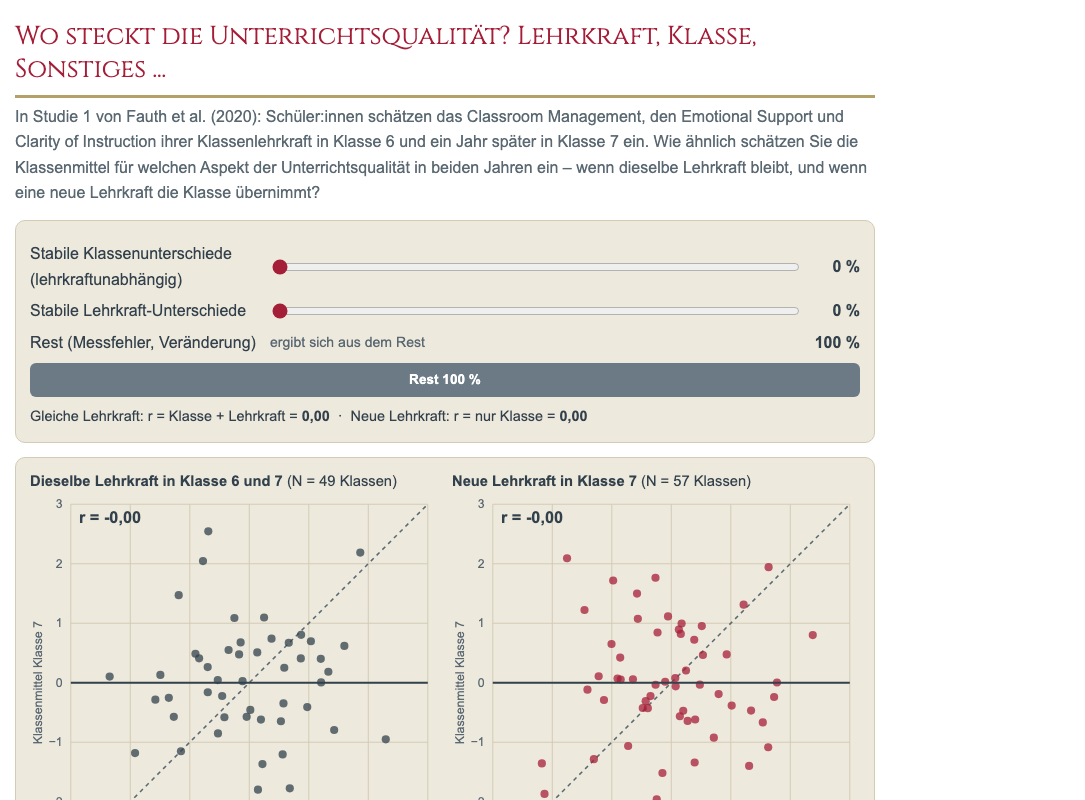 Wo steckt die Unterrichtsqualität? Lehrkraft, Klasse,
Sonstiges ...
In Studie 1 von Fauth et al. (2020): Schüler:innen schätzen das Classroom Management, den Emotional Support und
Clarity of Instruction ihrer Klassenlehrkraft in Klasse 6 und ein Jahr später in Klasse 7 ein. Wie ähnlich schätzen Sie die
Klassenmittel für welchen Aspekt der Unterrichtsqualität in beiden Jahren ein – wenn dieselbe Lehrkraft bleibt, und wenn
eine neue Lehrkraft die Klasse übernimmt?
Stabile Klassenunterschiede
(lehrkraftunabhängig)
0 %
Stabile Lehrkraft-Unterschiede
0 %
Rest (Messfehler, Veränderung) ergibt sich aus dem Rest 100 %
Rest 100 %
Gleiche Lehrkraft: r = Klasse + Lehrkraft = 0,00 · Neue Lehrkraft: r = nur Klasse = 0,00
Dieselbe Lehrkraft in Klasse 6 und 7 (N = 49 Klassen)
3
r = -0,00
2
1
0
−1
Klassenmittel Klasse 7
Neue Lehrkraft in Klasse 7 (N = 57 Klassen)
3
r = -0,00
2
1
0
−1
Klassenmittel Klasse 7